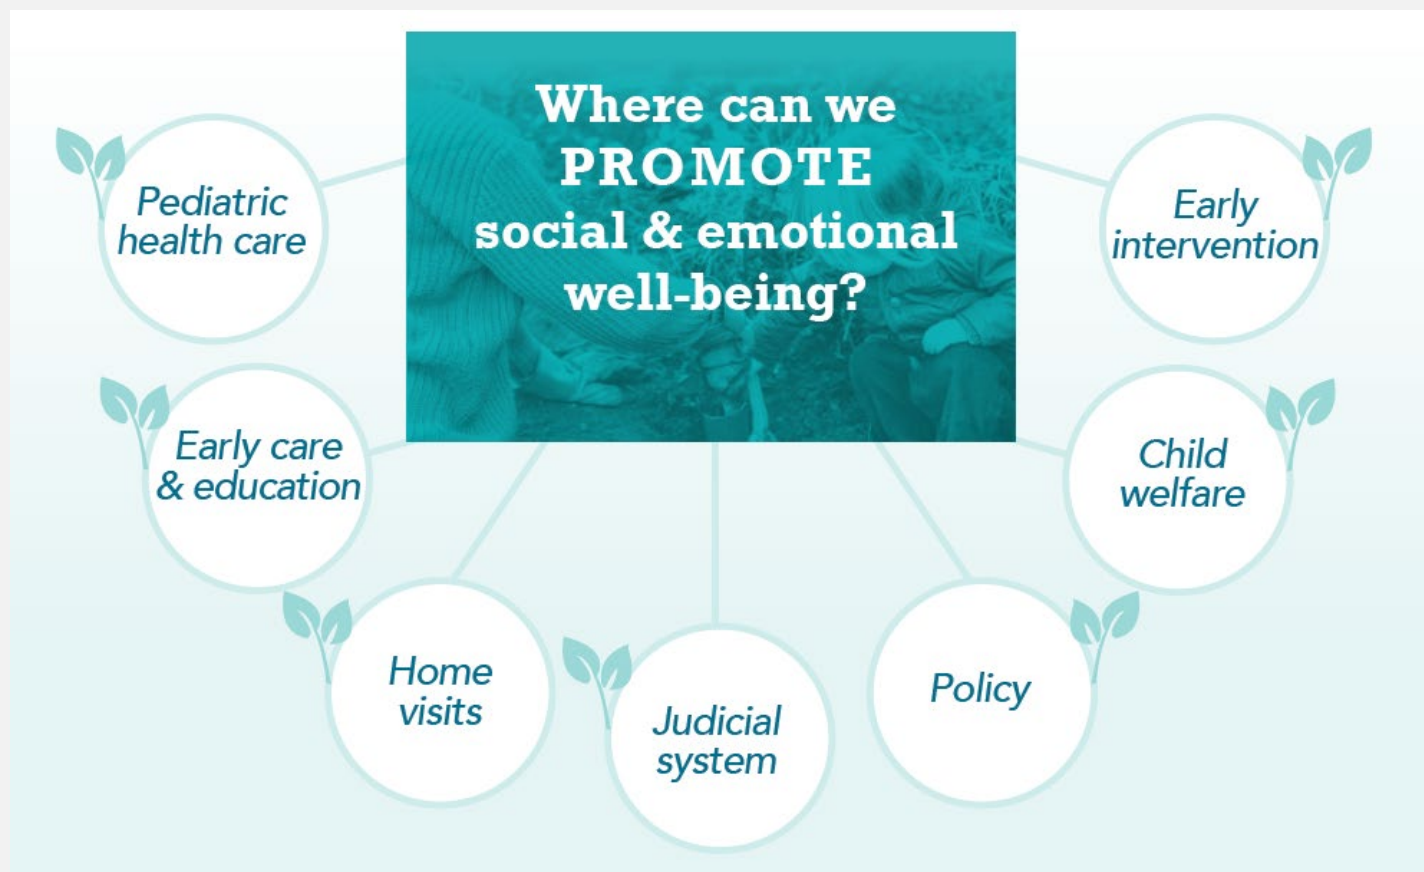 Where can we
PROMOTE
social & emotional
well-being?
Pediatric
health care
Early care
& education
Home
visits
Judicial
system
Policy
Child
welfare
Early
intervention